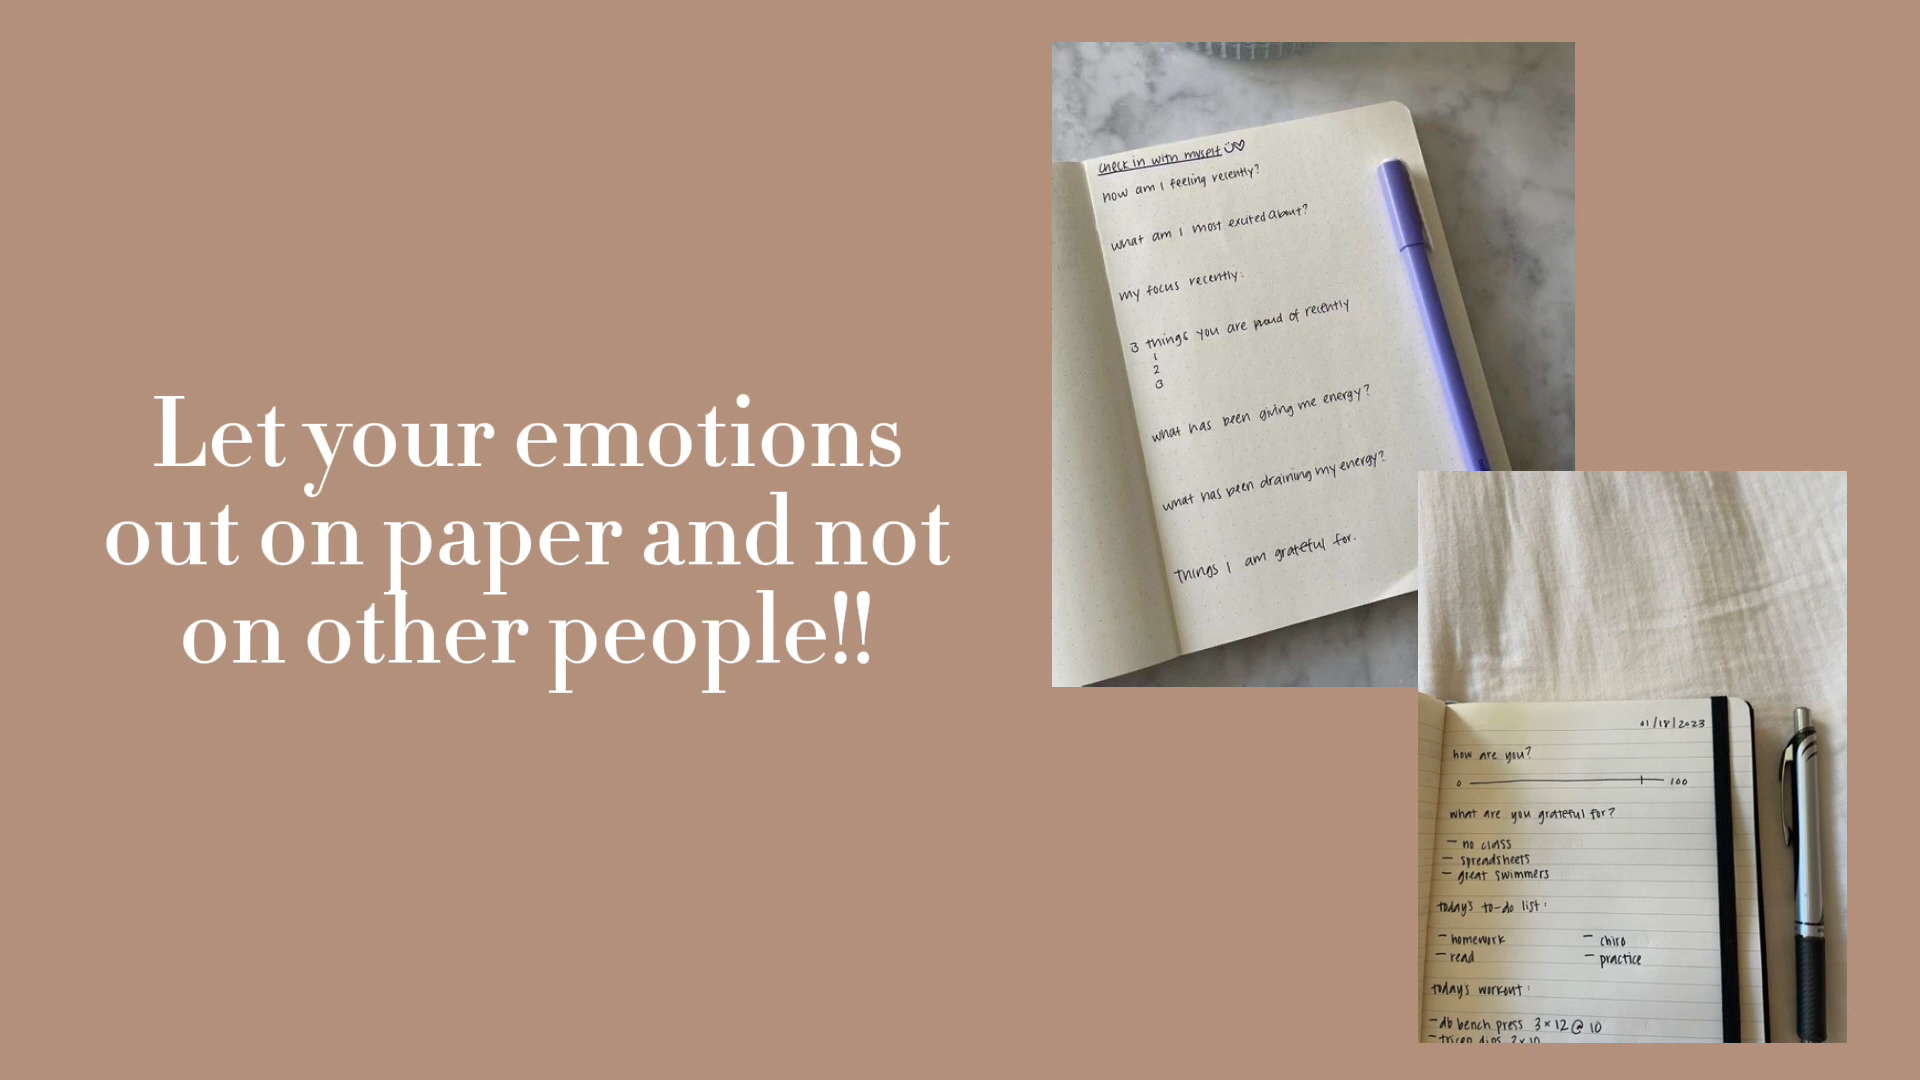 Let your emotions
out on paper and not
on other people!!
check in with myself
how am I feeling recently?
what am I most excited about?
my focus recently:
3 things you are proud of recently
1
2
3
what has been giving me energy?
what has been draining my energy?
things I am grateful for.
01/18/2023
how are you?
0 100
what are you grateful for?
- no class
- spreadsheets
- great swimmers
today's to-do list:
- homework - chiro
- read - practice
today's workout:
- db bench press 3x12 @ 10
- tricep dips 3x10